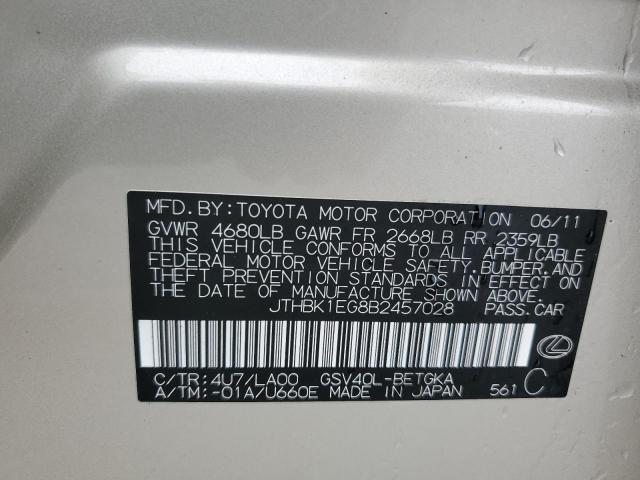 MFD.BY:TOYOTA MOTOR CORPORATION 06/11
GVWR 4680LB GAWR FR 2668LB RR 2359LB
THIS VEHICLE CONFORMS TO ALL APPLICABLE
FEDERAL MOTOR VEHICLE SAFETY,BUMPER,AND
THEFT PREVENTION STANDARDS IN EFFECT ON
THE DATE OF MANUFACTURE SHOWN ABOVE.
JTHBK1EG8B2457028 PASS.CAR
C/TR:4U7/LA00 GSV40L-BETGKA
A/TM:-01A/U660E MADE IN JAPAN 561 C